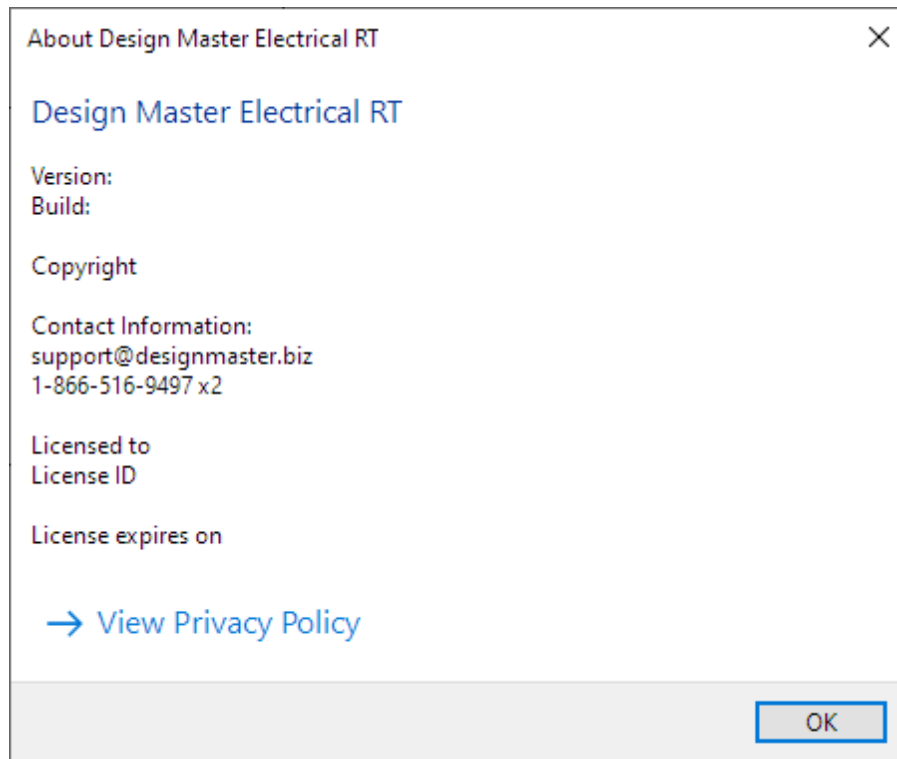 About Design Master Electrical RT
Design Master Electrical RT
Version:
Build:
Copyright
Contact Information:
support@designmaster.biz
1-866-516-9497 x2
Licensed to
License ID
License expires on
→ View Privacy Policy
OK